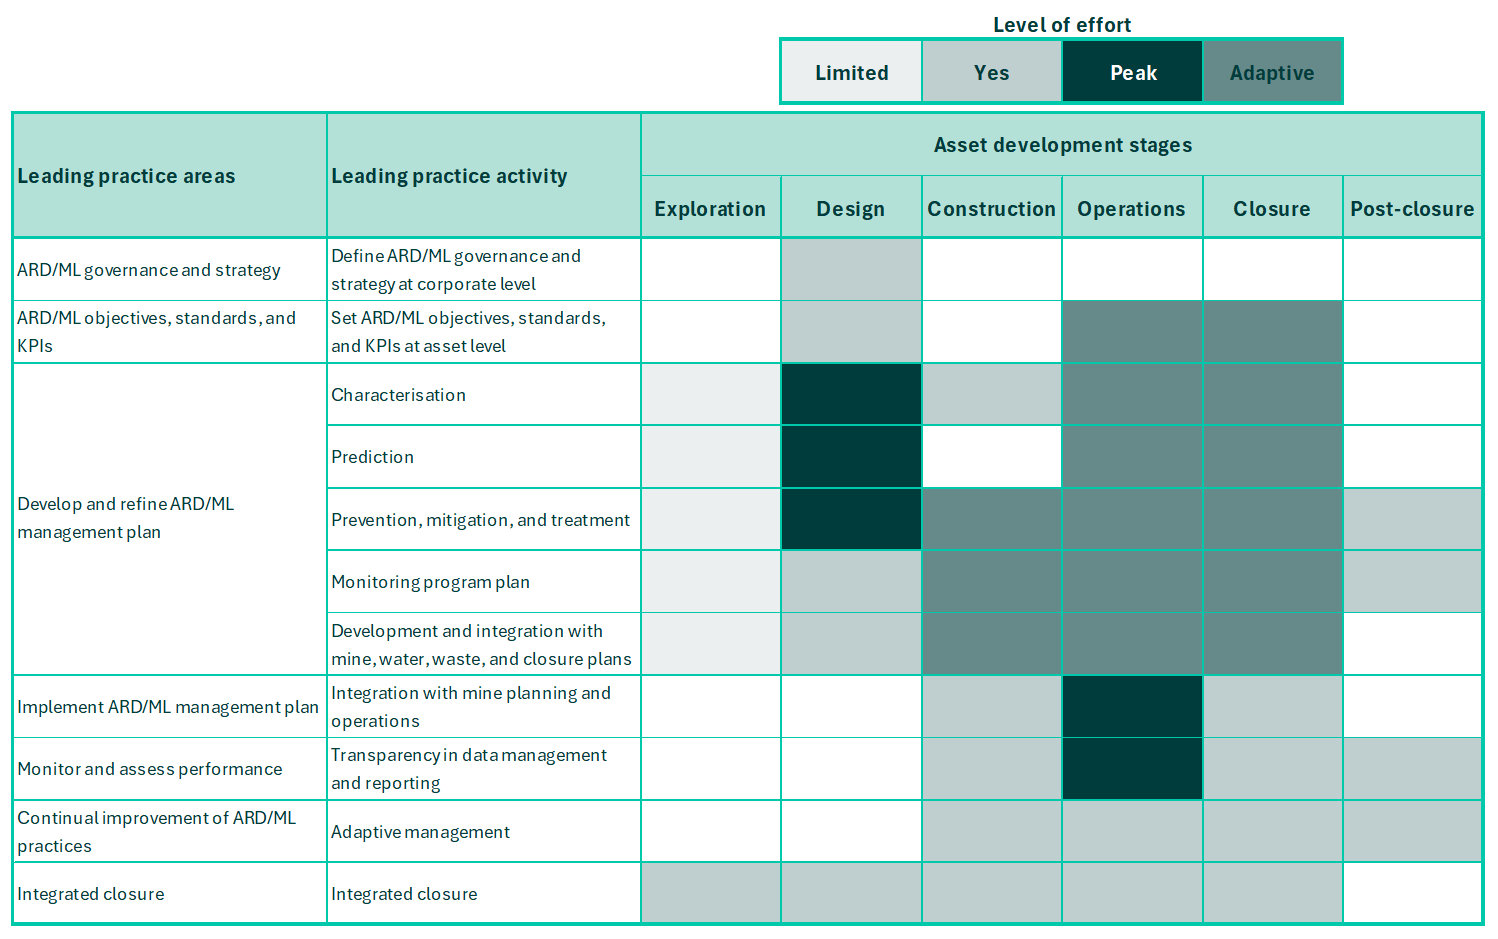 Level of effort
Limited Yes Peak Adaptive
Leading practice areas
Leading practice activity
Asset development stages
Exploration Design Construction Operations Closure Post-closure
ARD/ML governance and strategy
Define ARD/ML governance and
strategy at corporate level
ARD/ML objectives, standards, and
KPIs
Set ARD/ML objectives, standards,
and KPIs at asset level
Develop and refine ARD/ML
management plan
Characterisation
Prediction
Prevention, mitigation, and treatment
Monitoring program plan
Development and integration with
mine, water, waste, and closure plans
Implement ARD/ML management plan
Integration with mine planning and
operations
Monitor and assess performance
Transparency in data management
and reporting
Continual improvement of ARD/ML
practices
Adaptive management
Integrated closure
Integrated closure